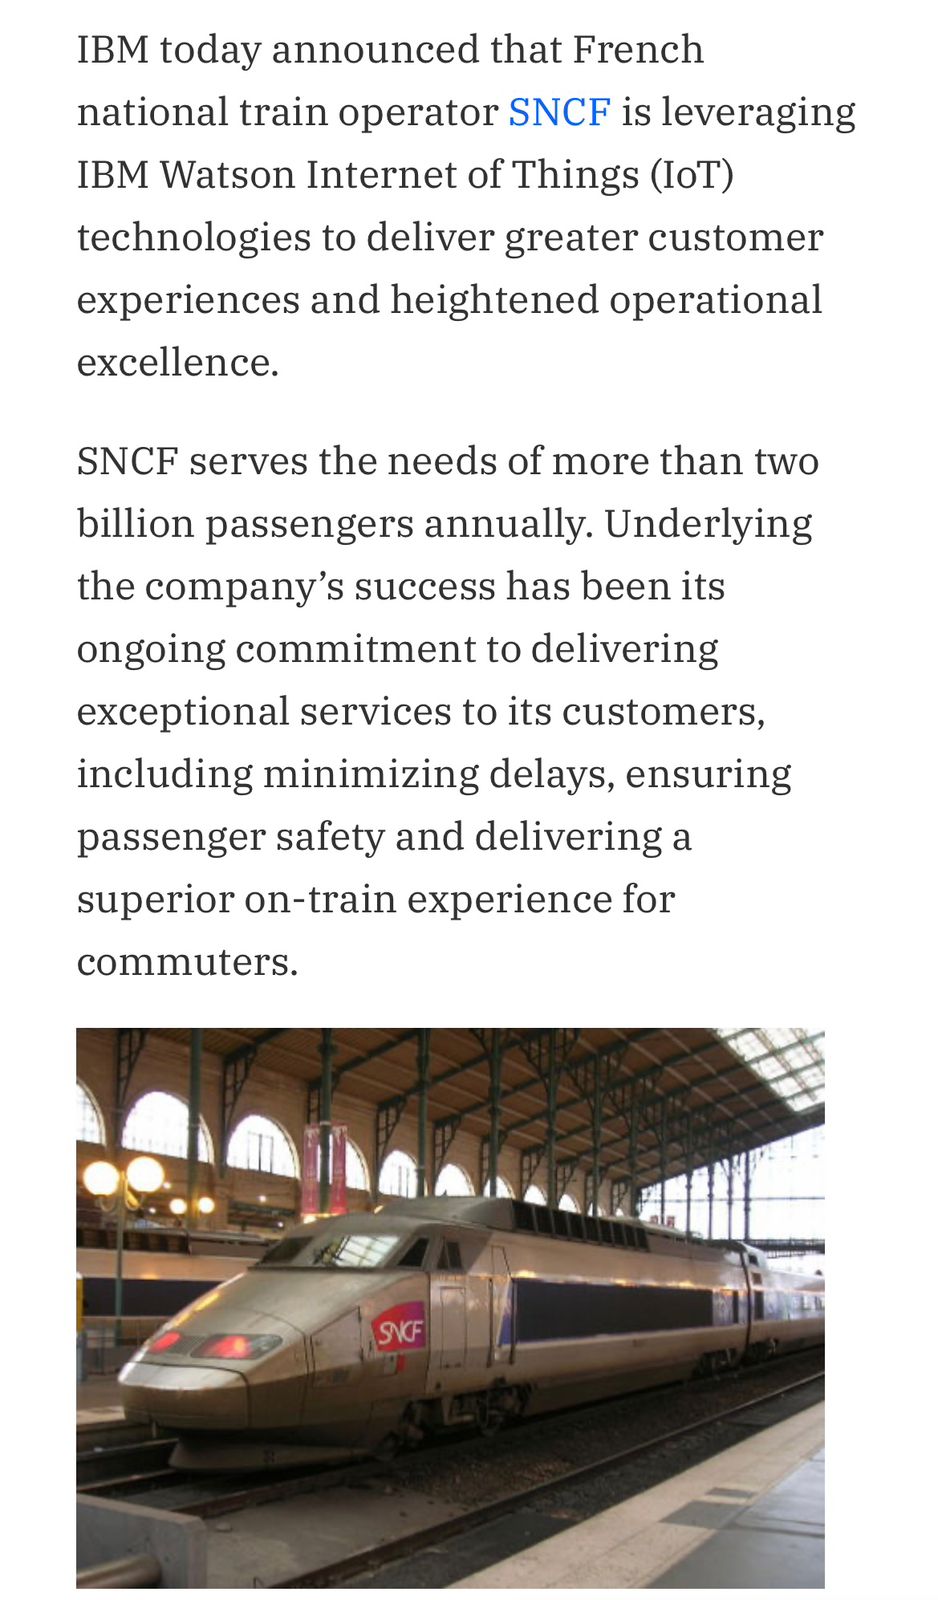 IBM today announced that French
national train operator SNCF is leveraging
IBM Watson Internet of Things (IoT)
technologies to deliver greater customer
experiences and heightened operational
excellence.
SNCF serves the needs of more than two
billion passengers annually. Underlying
the company’s success has been its
ongoing commitment to delivering
exceptional services to its customers,
including minimizing delays, ensuring
passenger safety and delivering a
superior on-train experience for
commuters.
SNCF